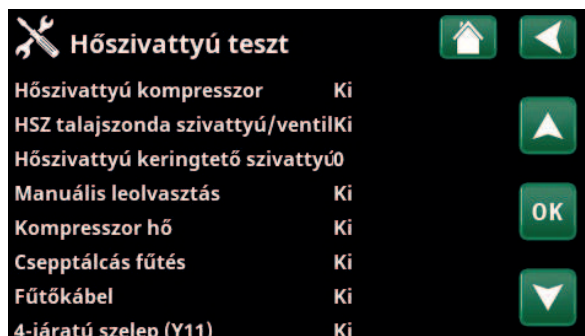 Hőszivattyú teszt
Hőszivattyú kompresszor Ki
HSZ talajszonda szivattyú/ventilKi
Hőszivattyú keringtető szivattyú0
Manuális leolvasztás Ki
OK
Kompresszor hő Ki
Csepptálcás fűtés Ki
Fűtőkábel Ki
4-járatú szelep (Y11) Ki